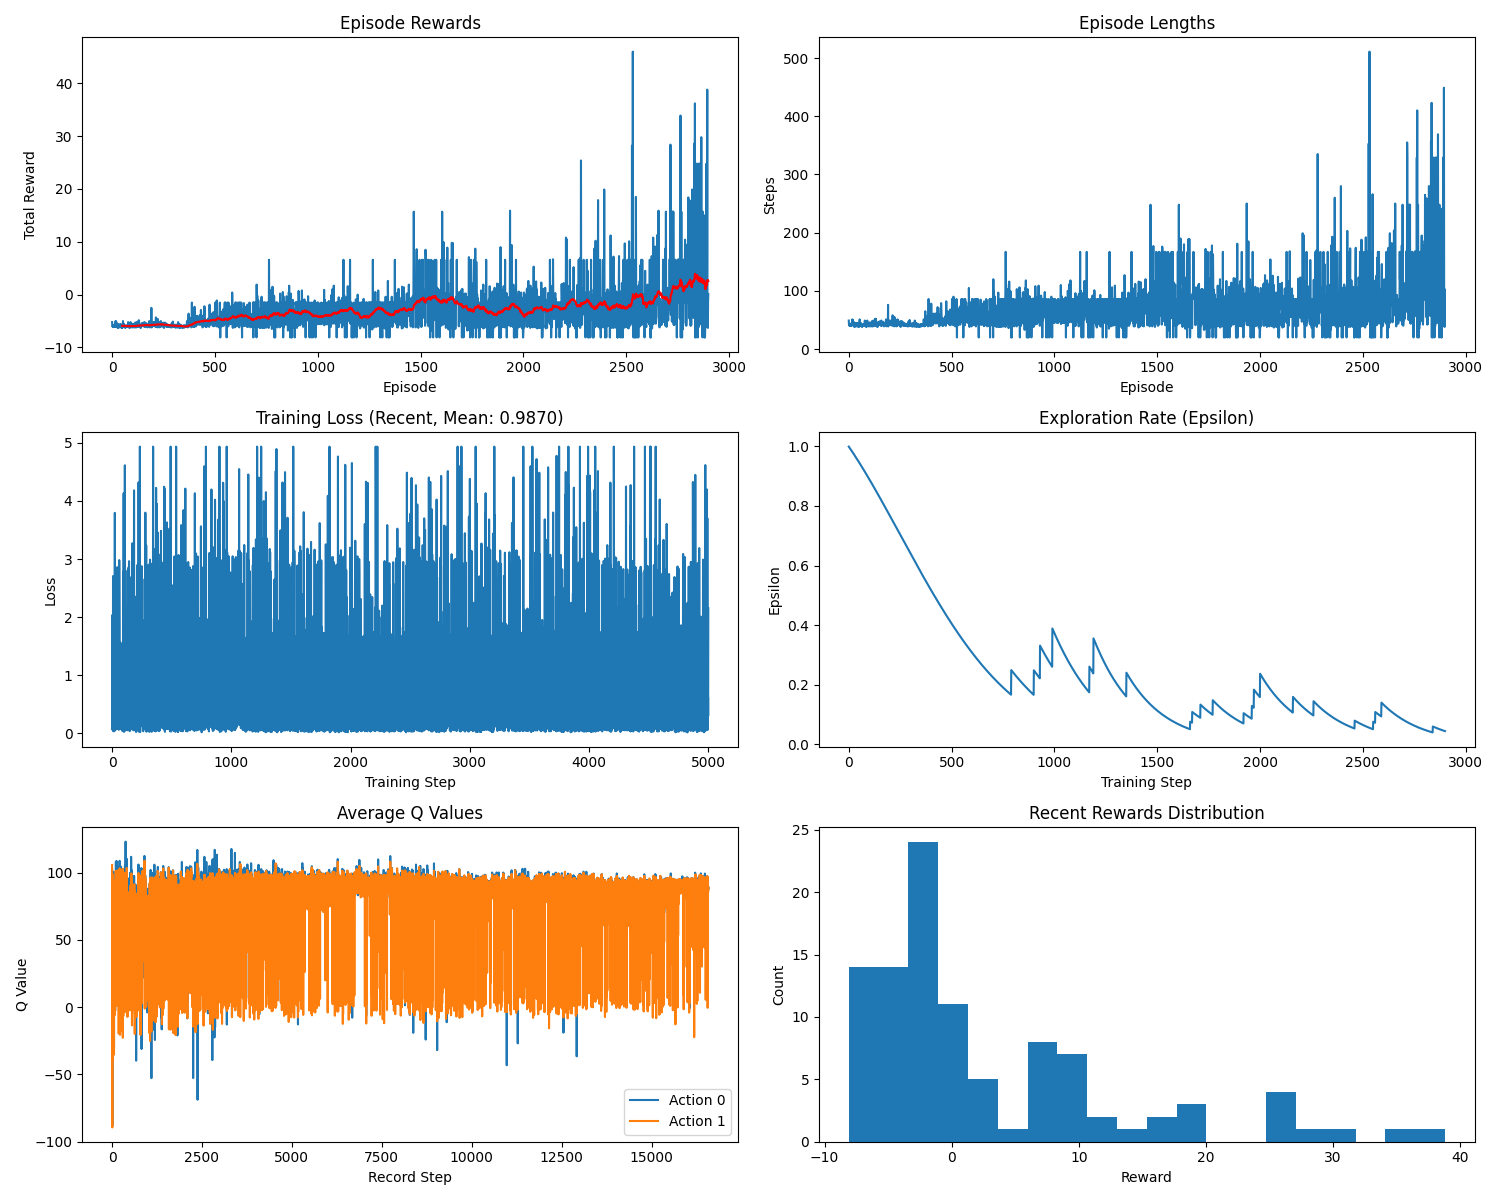 Episode Rewards
Total Reward
40
30
20
10
0
−10
0 500 1000 1500 2000 2500 3000
Episode
Episode Lengths
Steps
500
400
300
200
100
0
0 500 1000 1500 2000 2500 3000
Episode
Training Loss (Recent, Mean: 0.9870)
Loss
5
4
3
2
1
0
0 1000 2000 3000 4000 5000
Training Step
Exploration Rate (Epsilon)
Epsilon
1.0
0.8
0.6
0.4
0.2
0.0
0 500 1000 1500 2000 2500 3000
Training Step
Average Q Values
Q Value
100
50
0
−50
−100
0 2500 5000 7500 10000 12500 15000
Record Step
Action 0
Action 1
Recent Rewards Distribution
Count
25
20
15
10
5
0
−10 0 10 20 30 40
Reward